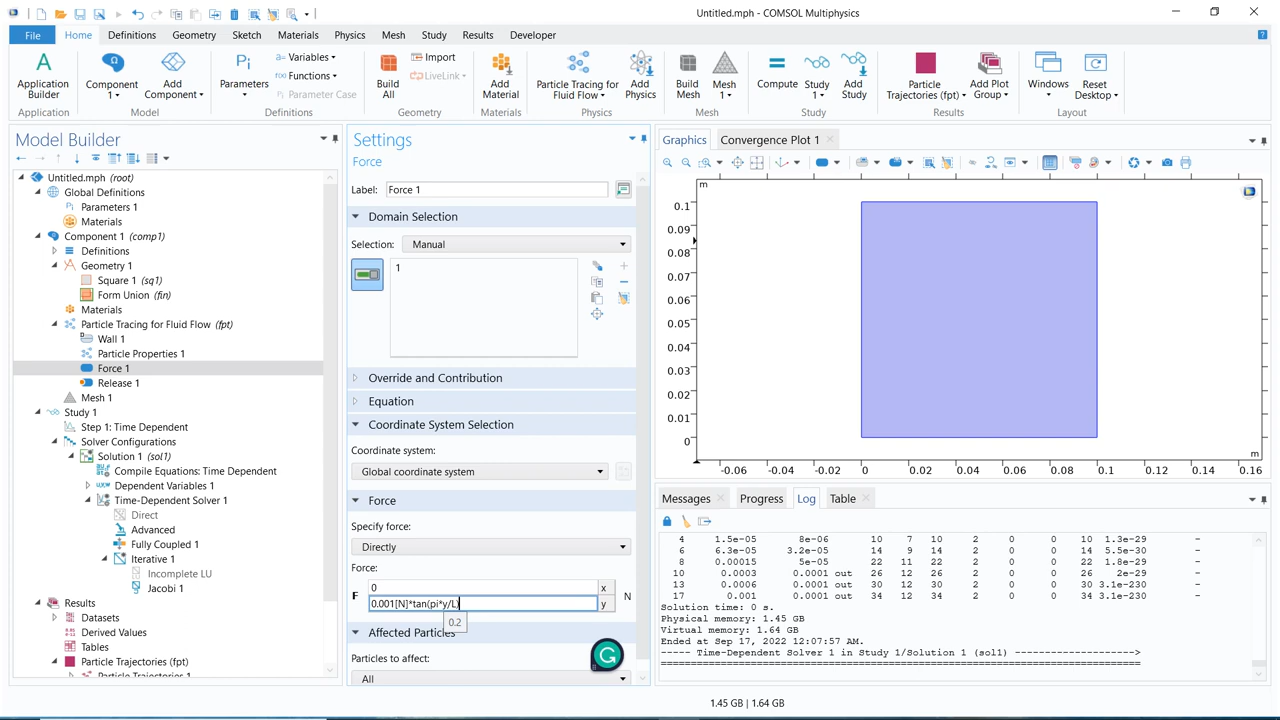 Untitled.mph - COMSOL Multiphysics
File Home Definitions Geometry Sketch Materials Physics Mesh Study Results Developer
Application Builder
Application
Component 1
Add Component
Model
Pi
Parameters
a= Variables
f(x) Functions
Parameter Case
Definitions
Build All
Import
LiveLink
Geometry
Add Material
Materials
Particle Tracing for Fluid Flow
Add Physics
Physics
Build Mesh
Mesh 1
Mesh
Compute
Study 1
Add Study
Study
Particle Trajectories (fpt)
Add Plot Group
Results
Windows
Reset Desktop
Layout
Model Builder
Untitled.mph (root)
Global Definitions
Pi Parameters 1
Materials
Component 1 (comp1)
Definitions
Geometry 1
Square 1 (sq1)
Form Union (fin)
Materials
Particle Tracing for Fluid Flow (fpt)
Wall 1
Particle Properties 1
Force 1
Release 1
Mesh 1
Study 1
Step 1: Time Dependent
Solver Configurations
Solution 1 (sol1)
Compile Equations: Time Dependent
Dependent Variables 1
Time-Dependent Solver 1
Direct
Advanced
Fully Coupled 1
Iterative 1
Incomplete LU
Jacobi 1
Results
Datasets
Derived Values
Tables
Particle Trajectories (fpt)
Particle Trajectories 1
Settings
Force
Label: Force 1
Domain Selection
Selection: Manual
1
Override and Contribution
Equation
Coordinate System Selection
Coordinate system:
Global coordinate system
Force
Specify force:
Directly
Force:
F 0 x N
0.001[N]*tan(pi*y/L) y
0.2
Affected Particles
Particles to affect:
All
Graphics Convergence Plot 1
m
0.1
0.09
0.08
0.07
0.06
0.05
0.04
0.03
0.02
0.01
0
m
-0.06 -0.04 -0.02 0 0.02 0.04 0.06 0.08 0.1 0.12 0.14 0.16
Messages Progress Log Table
4 1.5e-05 8e-06 10 7 10 2 0 0 10 1.3e-29 -
6 6.3e-05 3.2e-05 14 9 14 2 0 0 14 5.5e-230 -
8 0.00015 5e-05 22 11 22 2 0 0 22 1.8e-29 -
10 0.0003 0.0001 out 26 12 26 2 0 0 26 2e-29 -
13 0.0006 0.0001 out 30 12 30 2 0 0 30 3.1e-230 -
17 0.001 0.0001 out 34 12 34 2 0 0 34 3.1e-230 -
Solution time: 0 s.
Physical memory: 1.45 GB
Virtual memory: 1.64 GB
Ended at Sep 17, 2022 12:07:57 AM.
----- Time-Dependent Solver 1 in Study 1/Solution 1 (sol1) -------------------->
1.45 GB | 1.64 GB